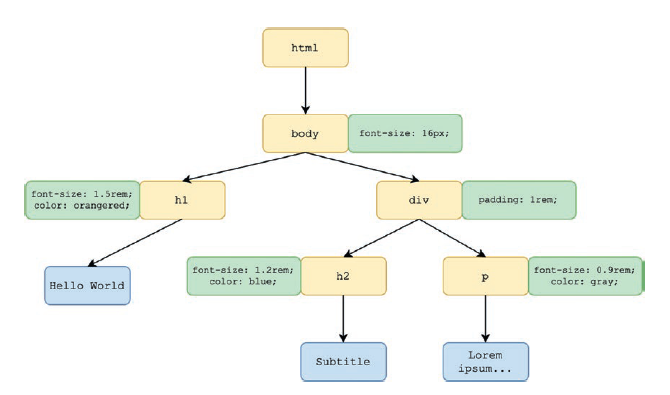 html
body
font-size: 16px;
font-size: 1.5rem;
color: orangered;
h1
div
padding: 1rem;
Hello World
font-size: 1.2rem;
color: blue;
h2
p
font-size: 0.9rem;
color: gray;
Subtitle
Lorem
ipsum...